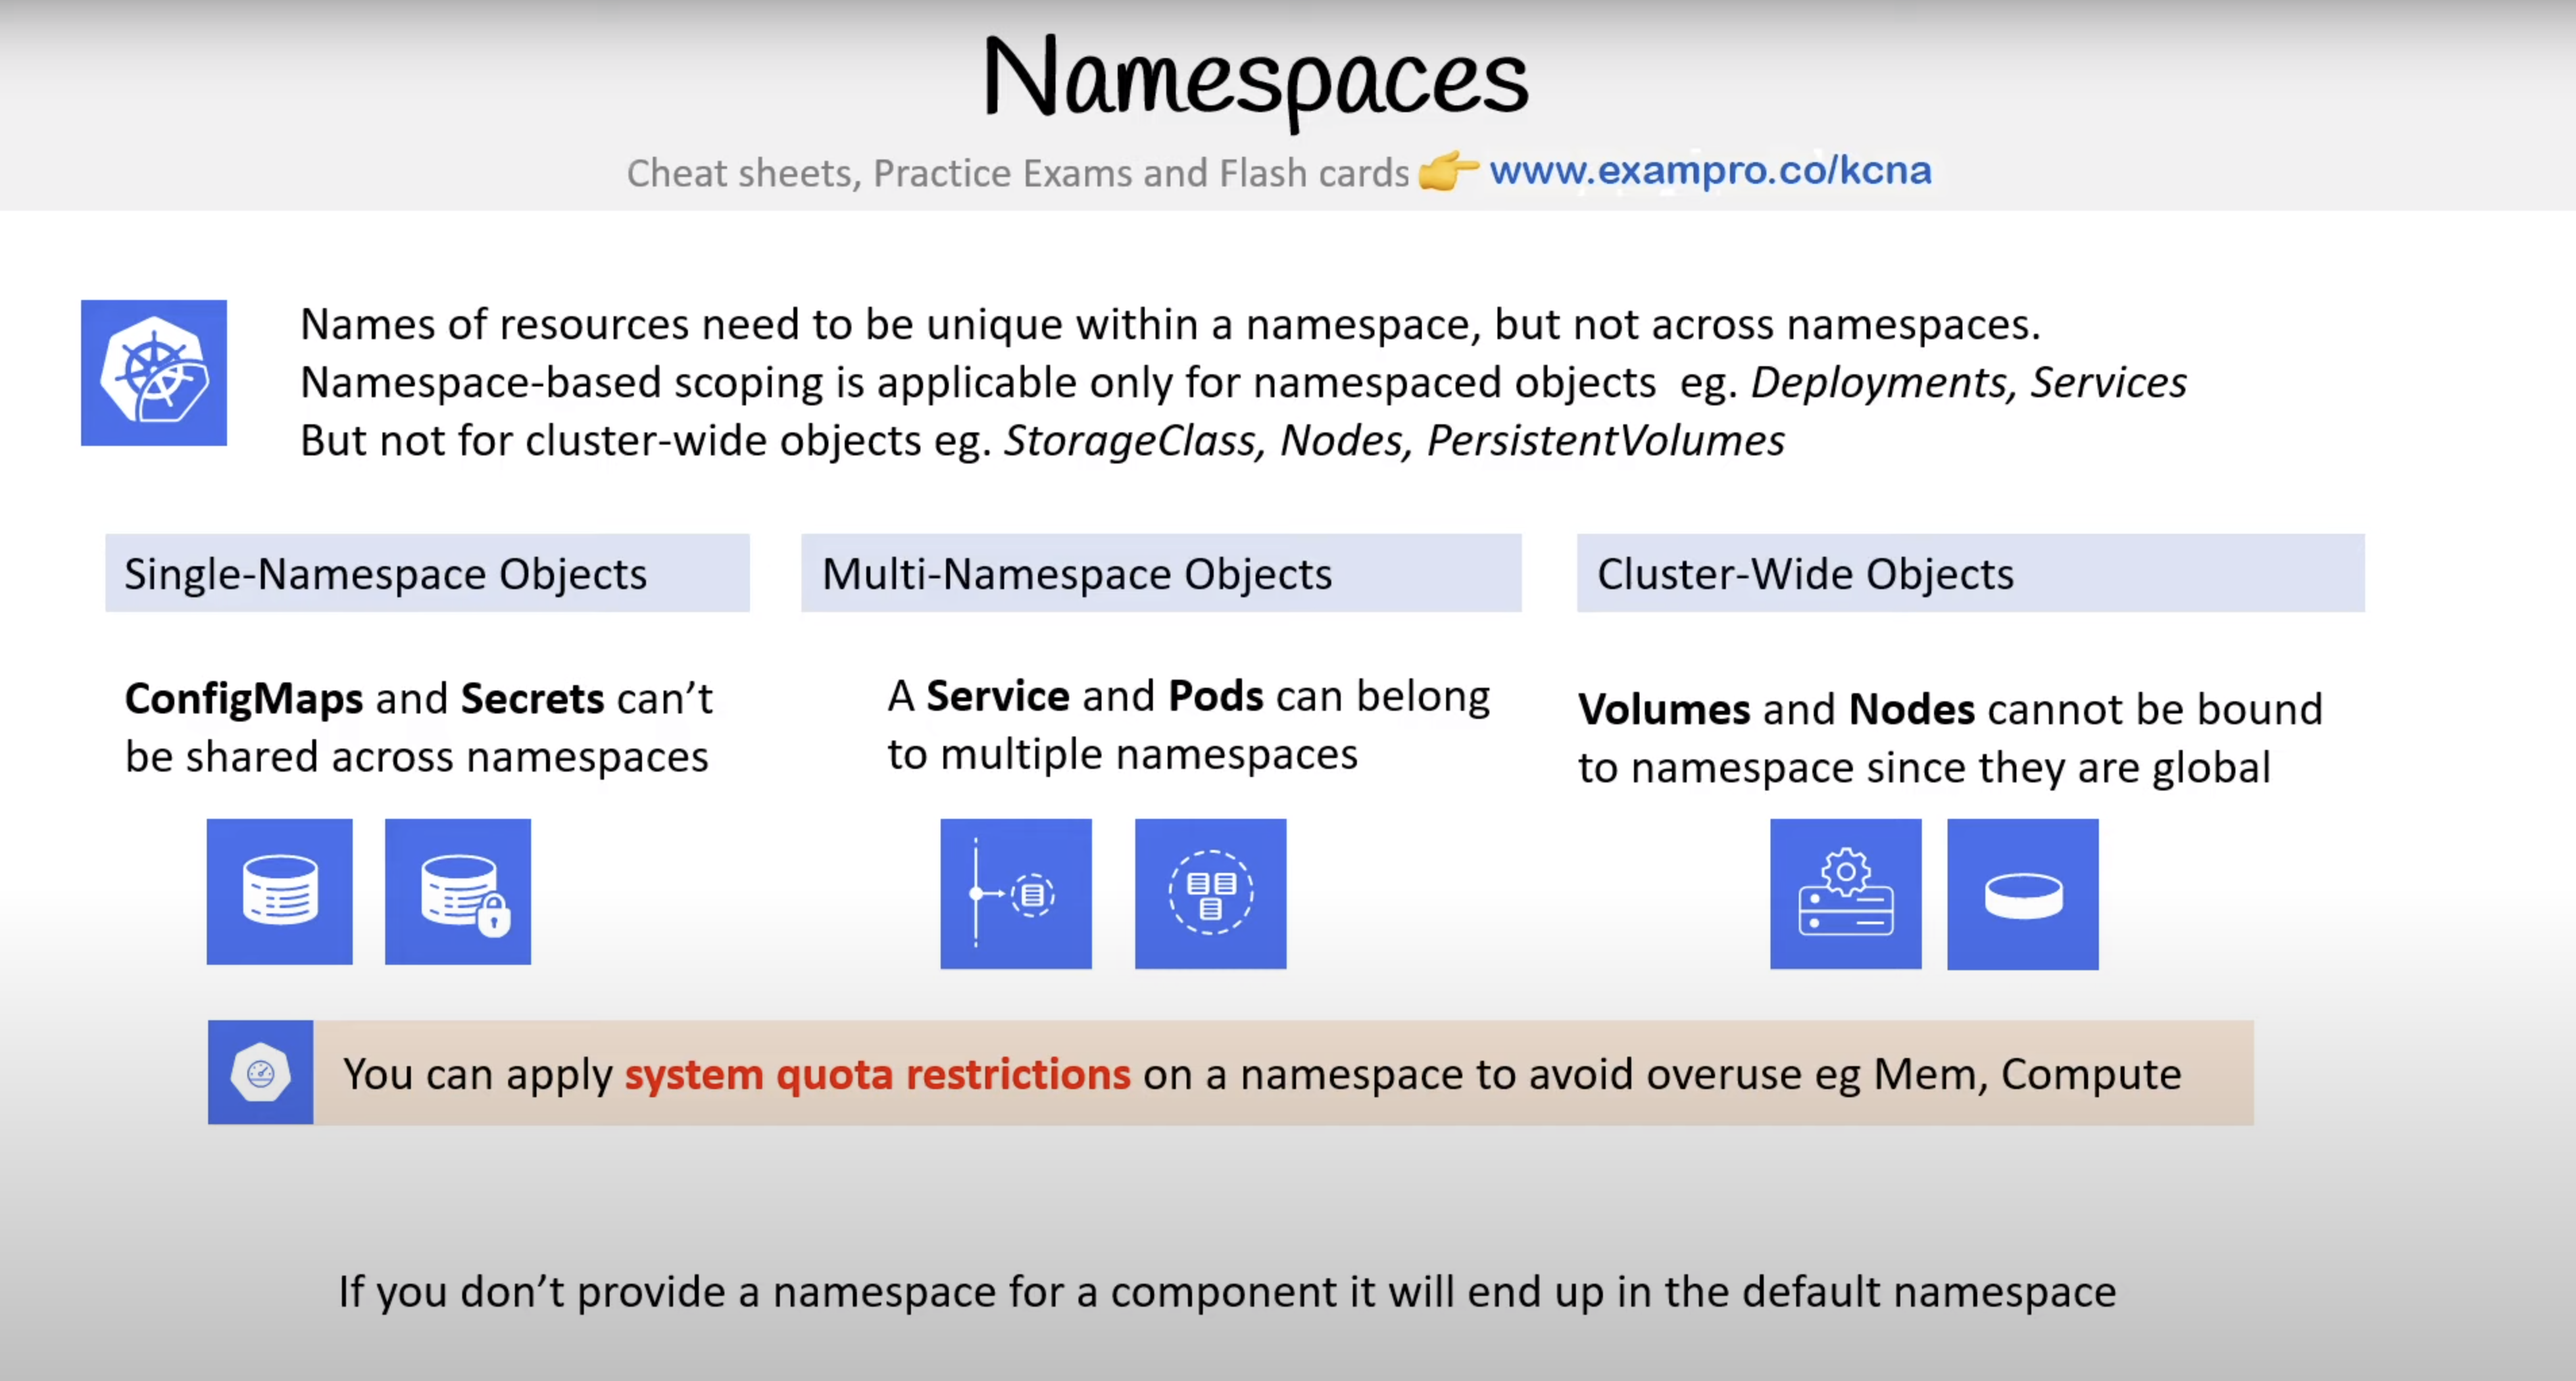 Namespaces
Cheat sheets, Practice Exams and Flash cards 👉 www.exampro.co/kcna
Names of resources need to be unique within a namespace, but not across namespaces.
Namespace-based scoping is applicable only for namespaced objects eg. Deployments, Services
But not for cluster-wide objects eg. StorageClass, Nodes, PersistentVolumes
Single-Namespace Objects
ConfigMaps and Secrets can't
be shared across namespaces
Multi-Namespace Objects
A Service and Pods can belong
to multiple namespaces
Cluster-Wide Objects
Volumes and Nodes cannot be bound
to namespace since they are global
You can apply system quota restrictions on a namespace to avoid overuse eg Mem, Compute
If you don't provide a namespace for a component it will end up in the default namespace